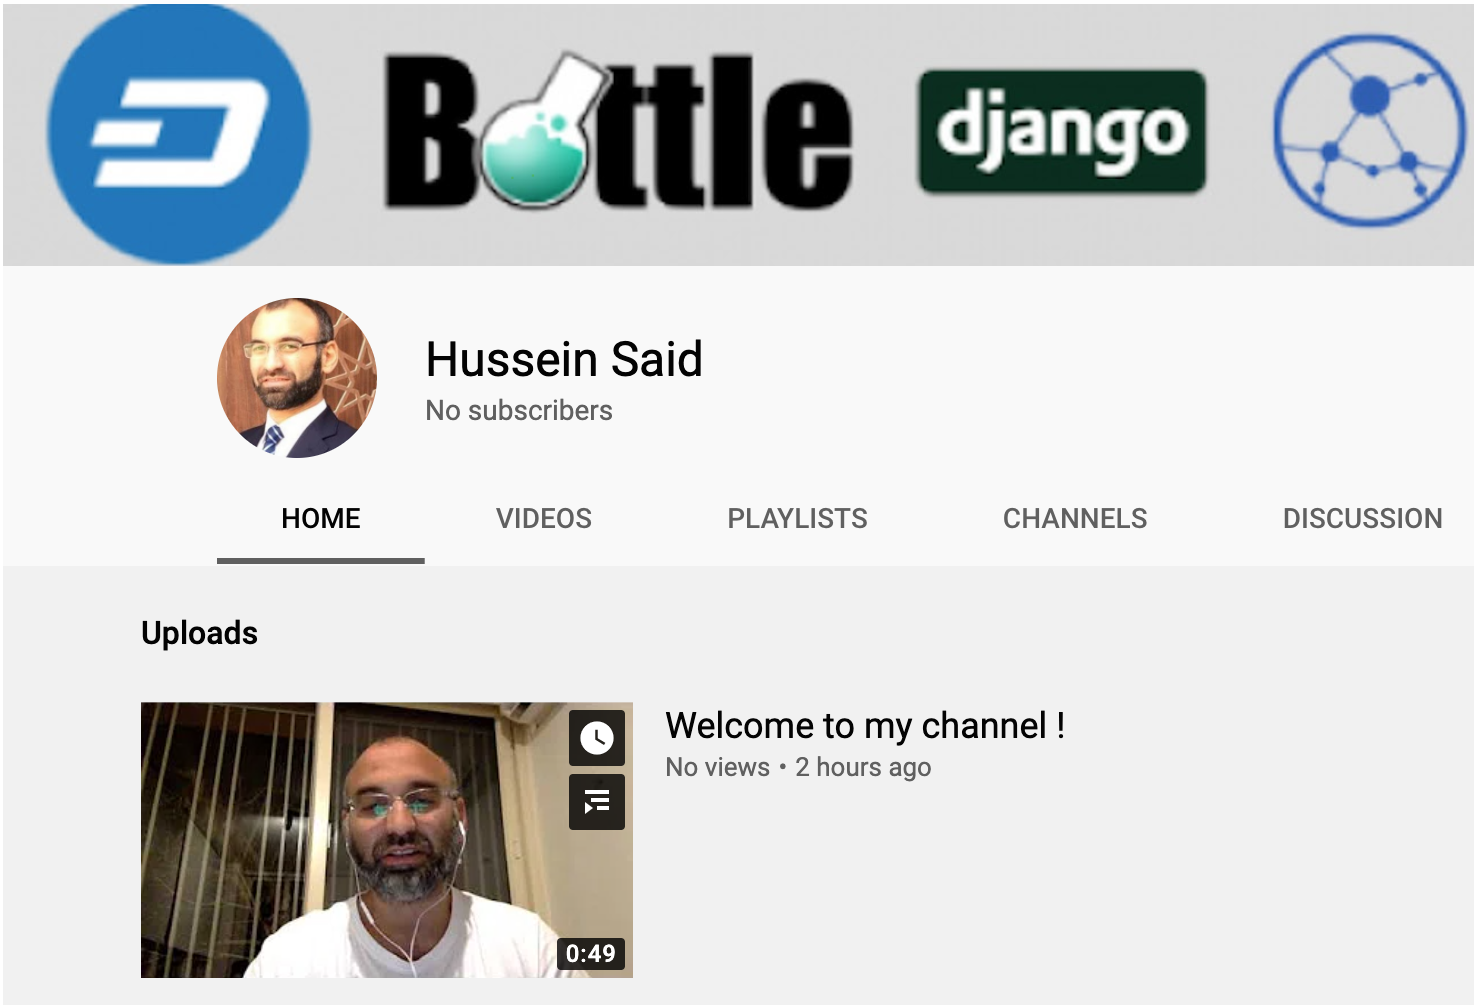 Bottle
django
Hussein Said
No subscribers
HOME VIDEOS PLAYLISTS CHANNELS DISCUSSION
Uploads
Welcome to my channel !
No views • 2 hours ago
0:49